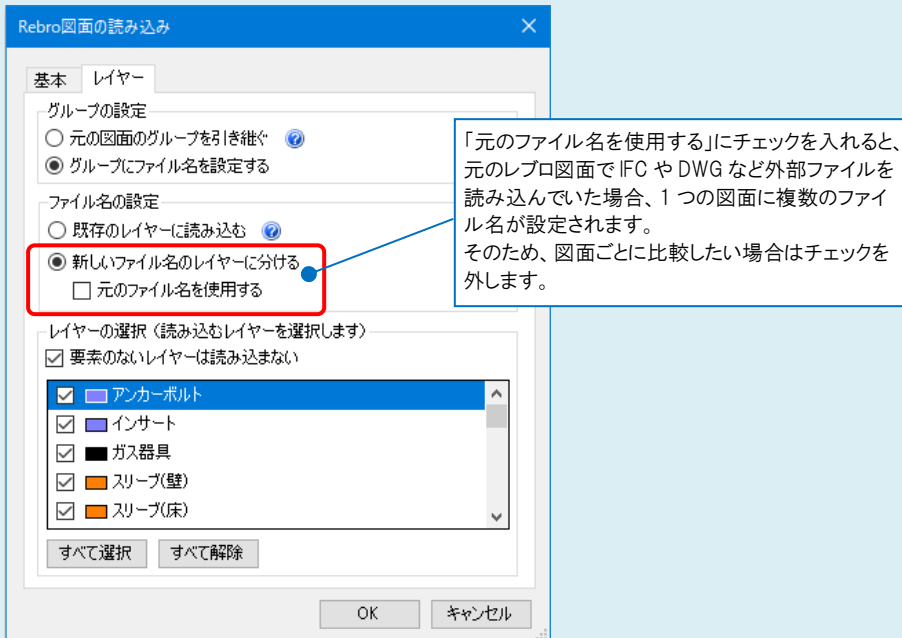 Rebro図面の読み込み
基本 レイヤー
グループの設定
元の図面のグループを引き継ぐ
グループにファイル名を設定する
ファイル名の設定
既存のレイヤーに読み込む
新しいファイル名のレイヤーに分ける
元のファイル名を使用する
「元のファイル名を使用する」にチェックを入れると、
元のレブロ図面で IFC や DWG など外部ファイルを
読み込んでいた場合、1 つの図面に複数のファイ
ル名が設定されます。
そのため、図面ごとに比較したい場合はチェックを
外します。
レイヤーの選択（読み込むレイヤーを選択します）
要素のないレイヤーは読み込まない
アンカーボルト
インサート
ガス器具
スリーブ(壁)
スリーブ(床)
すべて選択 すべて解除
OK キャンセル